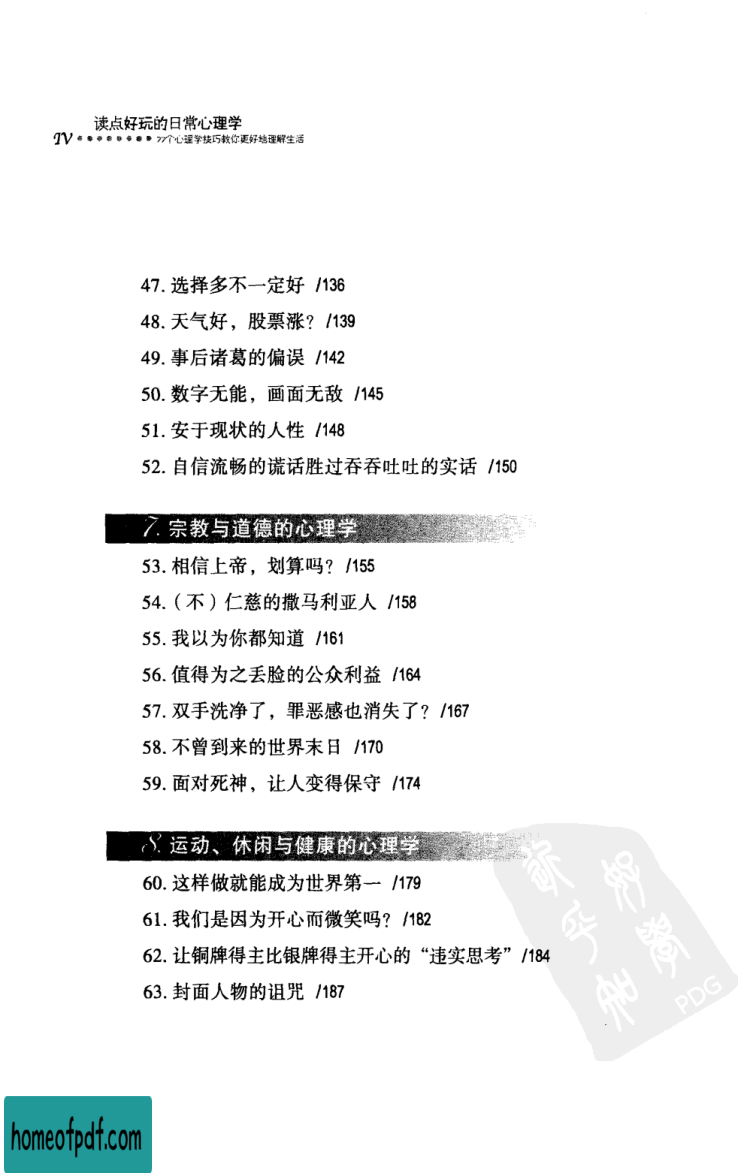 读点好玩的日常心理学
IV 77个心理学技巧教你更好地理解生活
47. 选择多不一定好 /136
48. 天气好，股票涨？ /139
49. 事后诸葛的偏误 /142
50. 数字无能，画面无敌 /145
51. 安于现状的人性 /148
52. 自信流畅的谎话胜过吞吞吐吐的实话 /150
7. 宗教与道德的心理学
53. 相信上帝，划算吗？ /155
54.（不）仁慈的撒马利亚人 /158
55. 我以为你都知道 /161
56. 值得为之丢脸的公众利益 /164
57. 双手洗净了，罪恶感也消失了？ /167
58. 不曾到来的世界末日 /170
59. 面对死神，让人变得保守 /174
8. 运动、休闲与健康的心理学
60. 这样做就能成为世界第一 /179
61. 我们是因为开心而微笑吗？ /182
62. 让铜牌得主比银牌得主开心的“违实思考” /184
63. 封面人物的诅咒 /187
PDG
homeofpdf.com